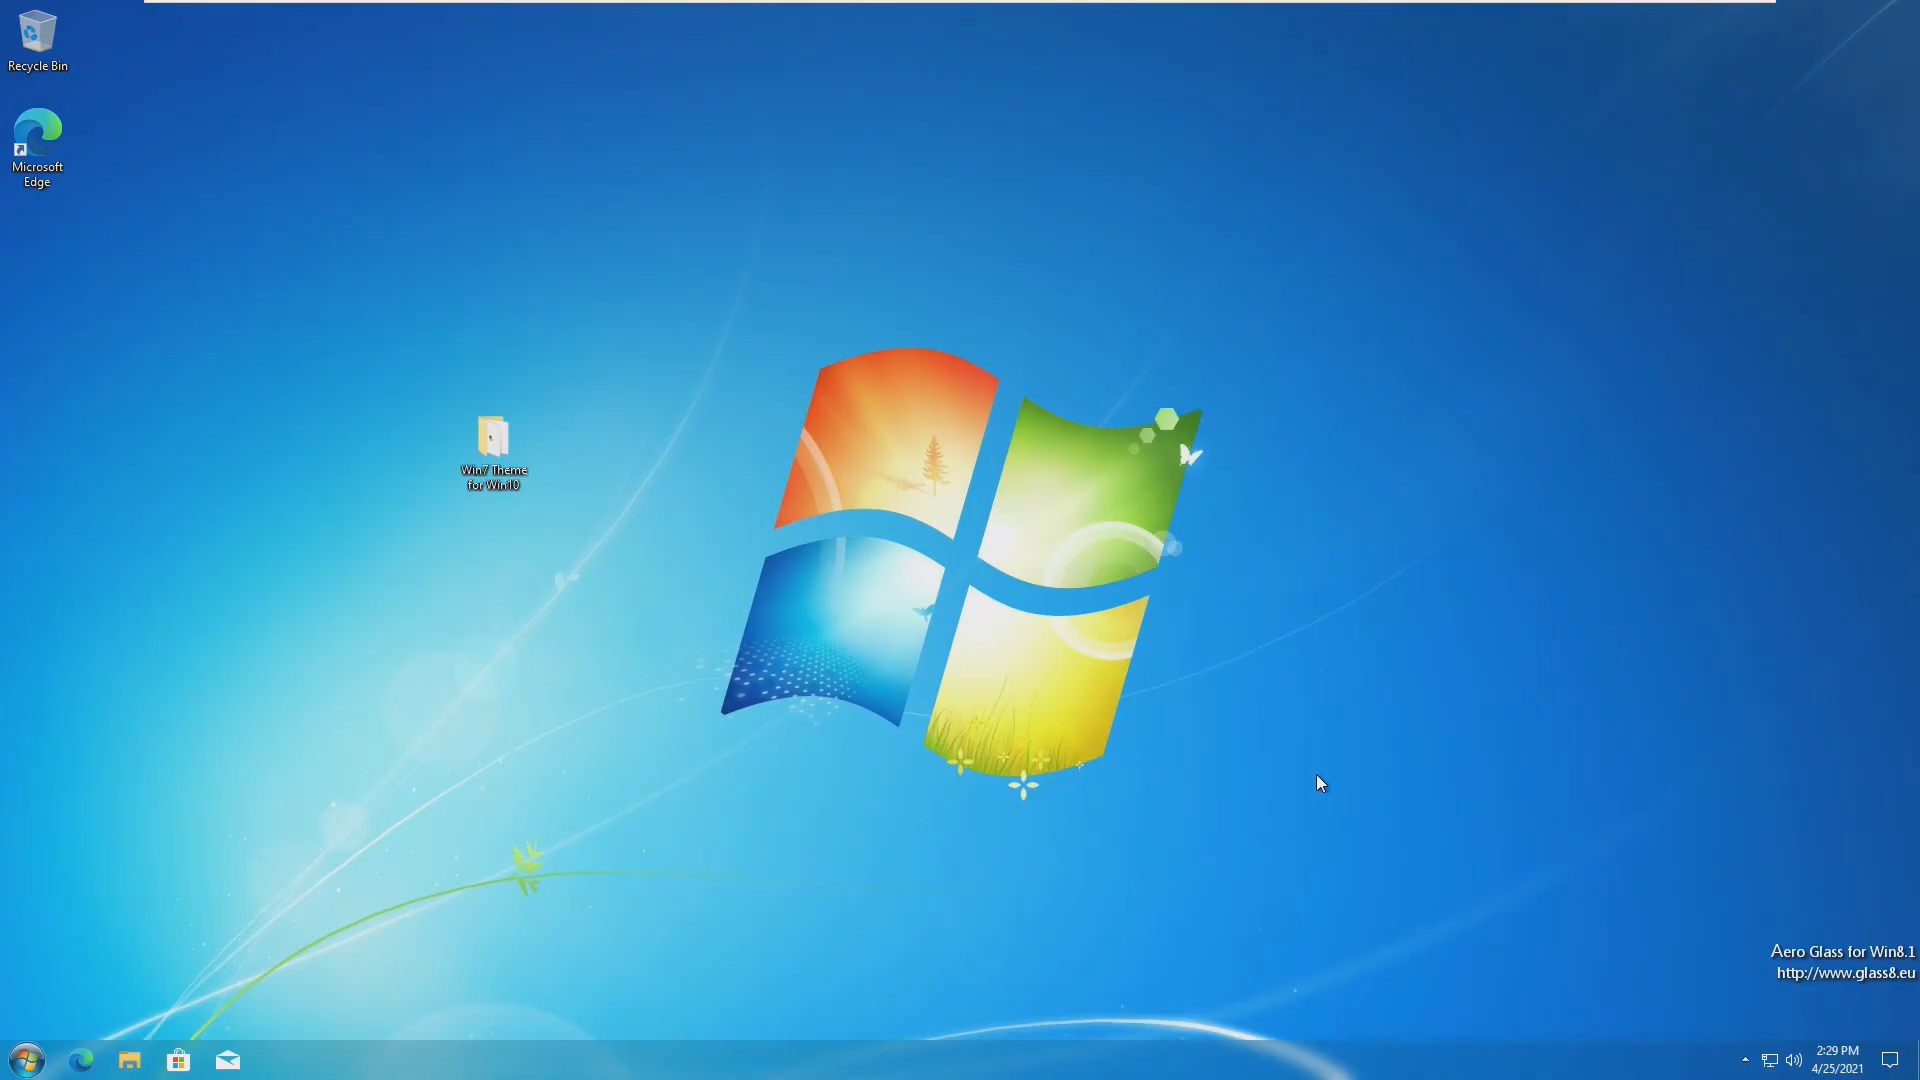 Recycle Bin
Microsoft
Edge
Win7 Theme
for Win10
Aero Glass for Win8.1
http://www.glass8.eu
2:29 PM
4/25/2021